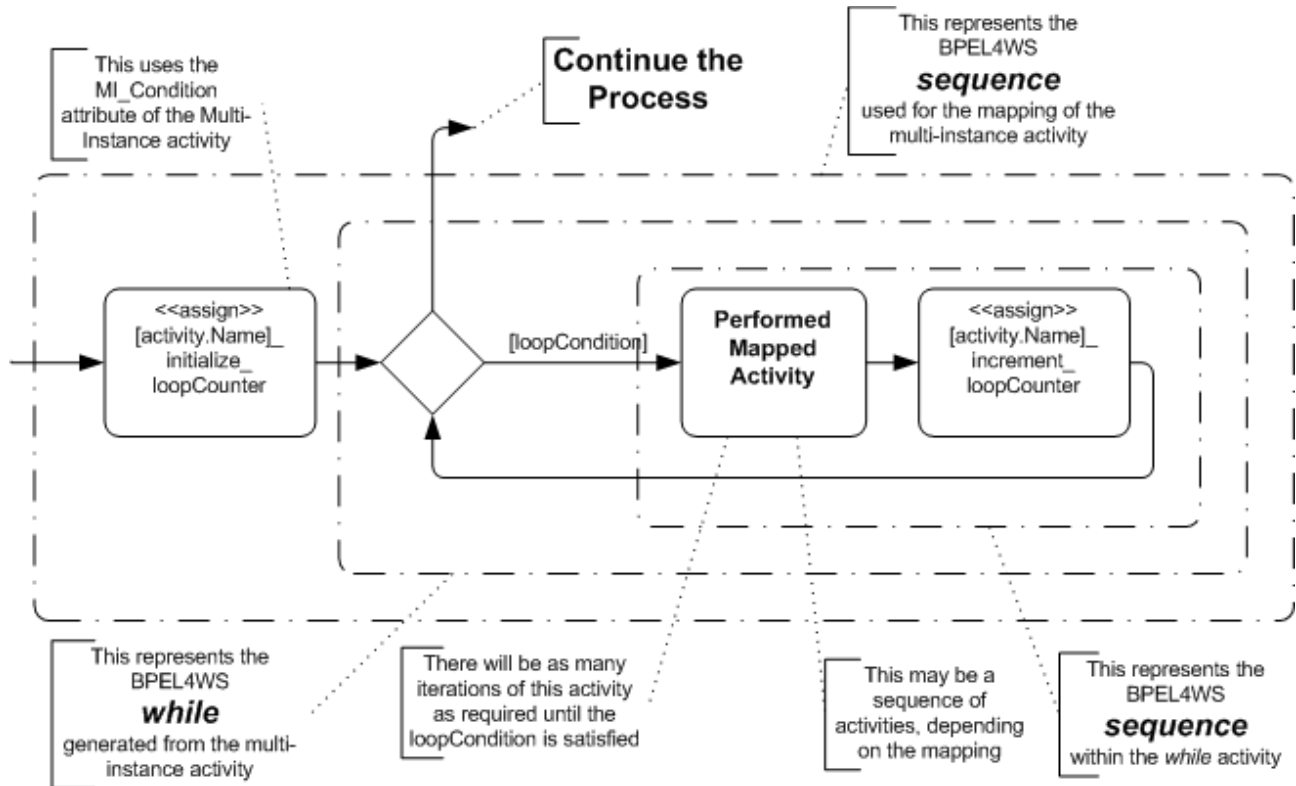 This uses the
MI_Condition
attribute of the Multi-
Instance activity
Continue the
Process
This represents the
BPEL4WS
sequence
used for the mapping of the
multi-instance activity
<<assign>>
[activity.Name]_
initialize_
loopCounter
[loopCondition]
Performed
Mapped
Activity
<<assign>>
[activity.Name]_
increment_
loopCounter
This represents the
BPEL4WS
while
generated from the multi-
instance activity
There will be as many
iterations of this activity
as required until the
loopCondition is satisfied
This may be a
sequence of
activities, depending
on the mapping
This represents the
BPEL4WS
sequence
within the while activity